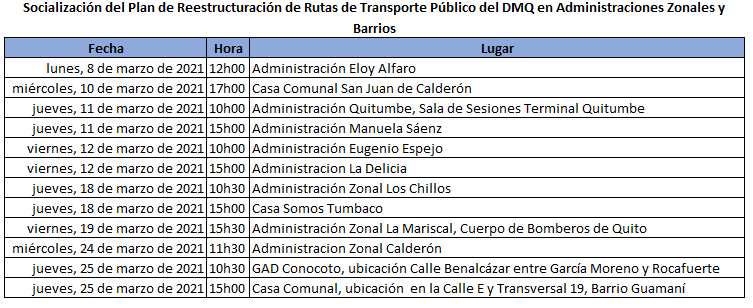 Socialización del Plan de Reestructuración de Rutas de Transporte Público del DMQ en Administraciones Zonales y
Barrios
Fecha Hora Lugar
lunes, 8 de marzo de 2021 12h00 Administración Eloy Alfaro
miércoles, 10 de marzo de 2021 17h00 Casa Comunal San Juan de Calderón
jueves, 11 de marzo de 2021 10h00 Administración Quitumbe, Sala de Sesiones Terminal Quitumbe
jueves, 11 de marzo de 2021 15h00 Administración Manuela Sáenz
viernes, 12 de marzo de 2021 10h00 Administración Eugenio Espejo
viernes, 12 de marzo de 2021 15h00 Administracion La Delicia
jueves, 18 de marzo de 2021 10h30 Administración Zonal Los Chillos
jueves, 18 de marzo de 2021 15h00 Casa Somos Tumbaco
viernes, 19 de marzo de 2021 15h30 Administración Zonal La Mariscal, Cuerpo de Bomberos de Quito
miércoles, 24 de marzo de 2021 11h30 Administracion Zonal Calderón
jueves, 25 de marzo de 2021 10h30 GAD Conocoto, ubicación Calle Benalcázar entre García Moreno y Rocafuerte
jueves, 25 de marzo de 2021 15h00 Casa Comunal, ubicación en la Calle E y Transversal 19, Barrio Guamaní